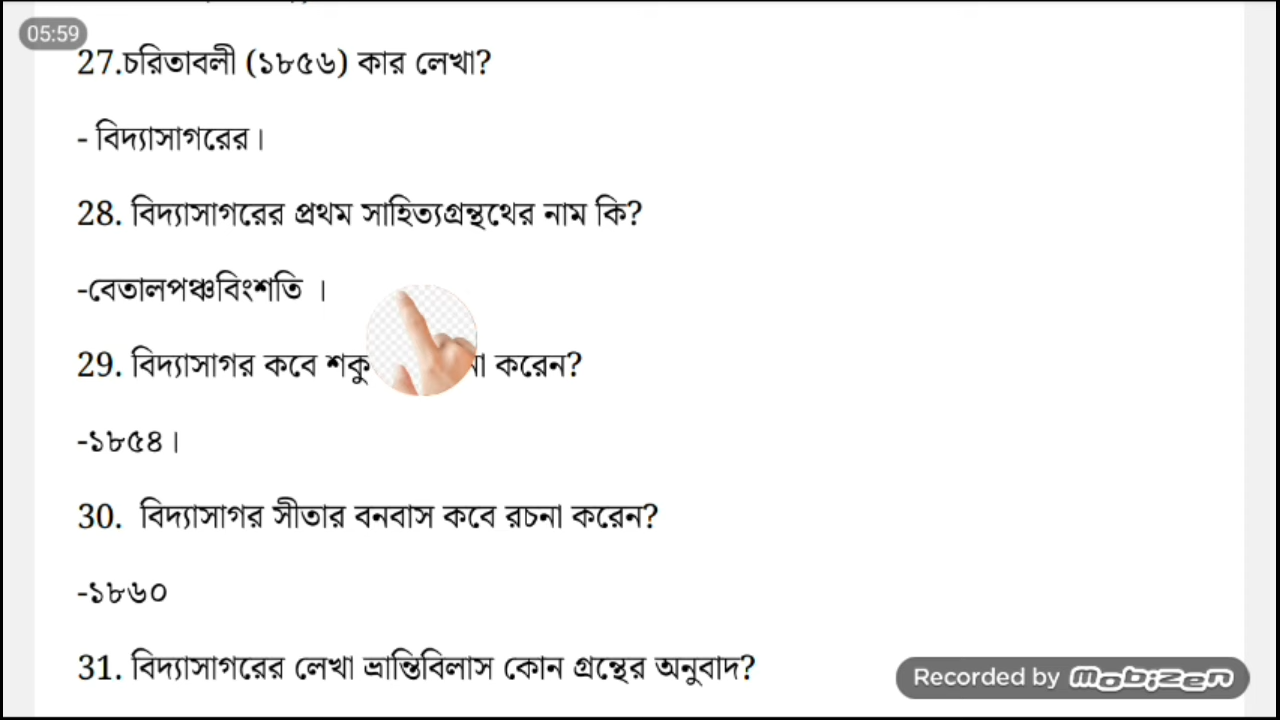 05:59
27.চরিতাবলী (১৮৫৬) কার লেখা?
- বিদ্যাসাগরের।
28. বিদ্যাসাগরের প্রথম সাহিত্যগ্রন্থথের নাম কি?
-বেতালপঞ্চবিংশতি ।
29. বিদ্যাসাগর কবে করেন?
-১৮৫৪।
30. বিদ্যাসাগর সীতার বনবাস কবে রচনা করেন?
-১৮৬০
31. বিদ্যাসাগরের লেখা ভ্রান্তিবিলাস কোন গ্রন্থের অনুবাদ?
Recorded by Mobizen